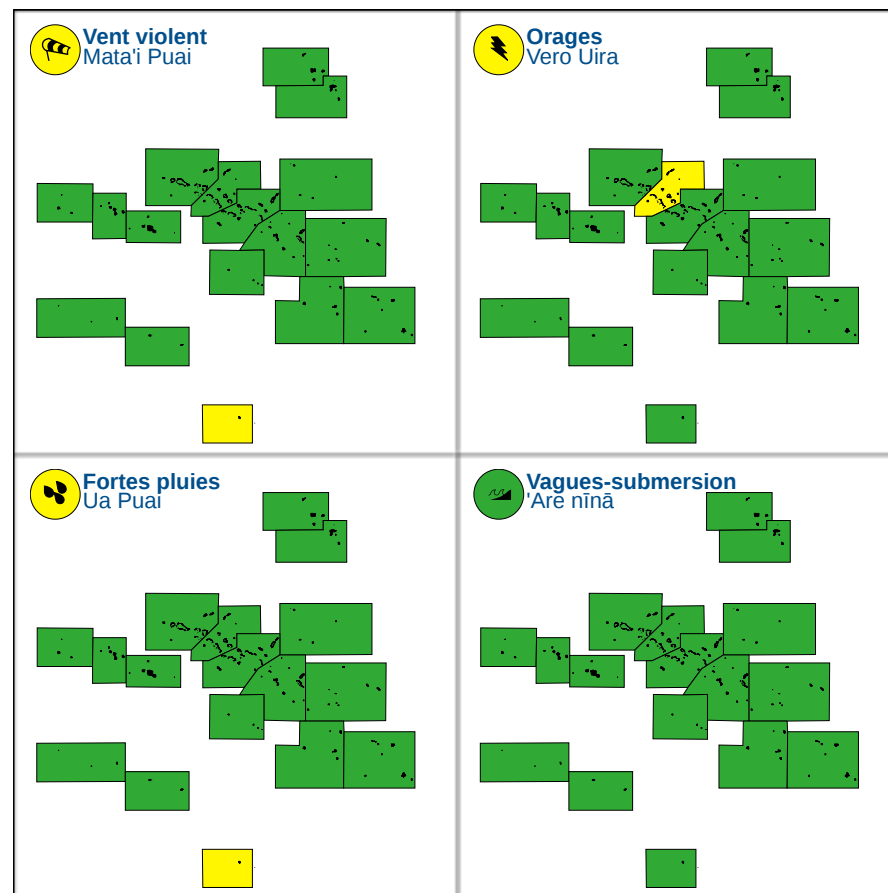 Vent violent
Mata'i Puai
Orages
Vero Uira
Fortes pluies
Ua Puai
Vagues-submersion
'Are nīnā